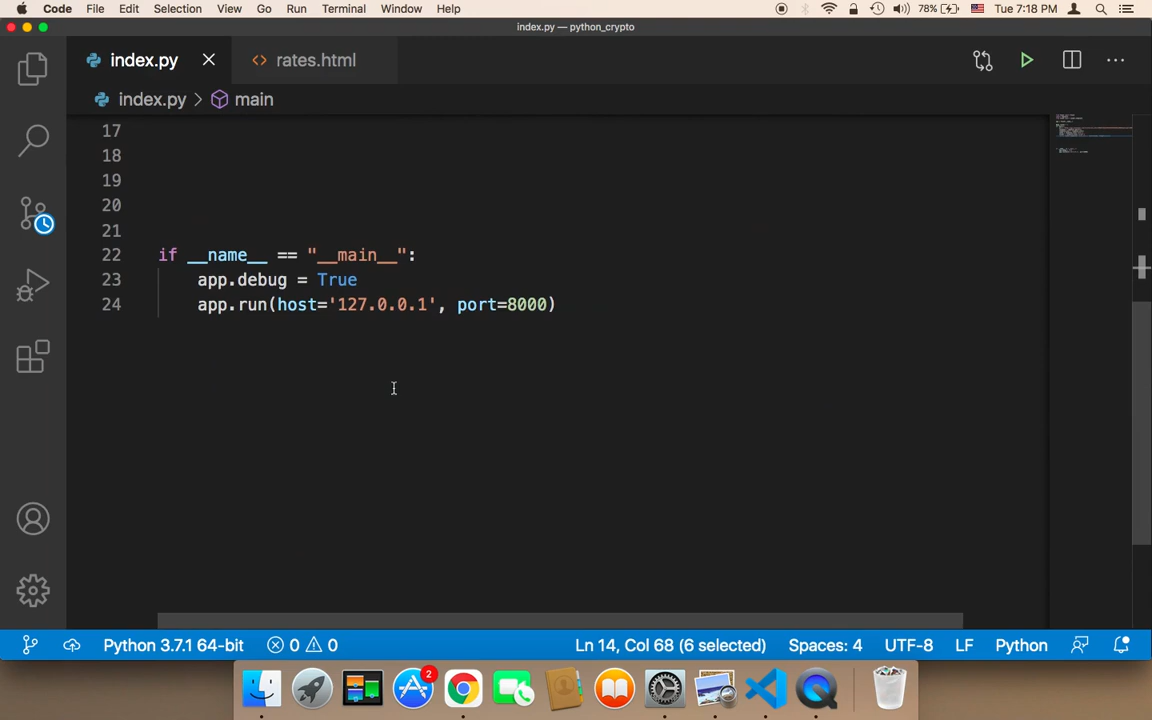 Code File Edit Selection View Go Run Terminal Window Help 78% Tue 7:18 PM
index.py — python_crypto
index.py rates.html
index.py > main
17
18
19
20
21
22 if __name__ == "__main__":
23 app.debug = True
24 app.run(host='127.0.0.1', port=8000)
Python 3.7.1 64-bit 0 0 Ln 14, Col 68 (6 selected) Spaces: 4 UTF-8 LF Python
2